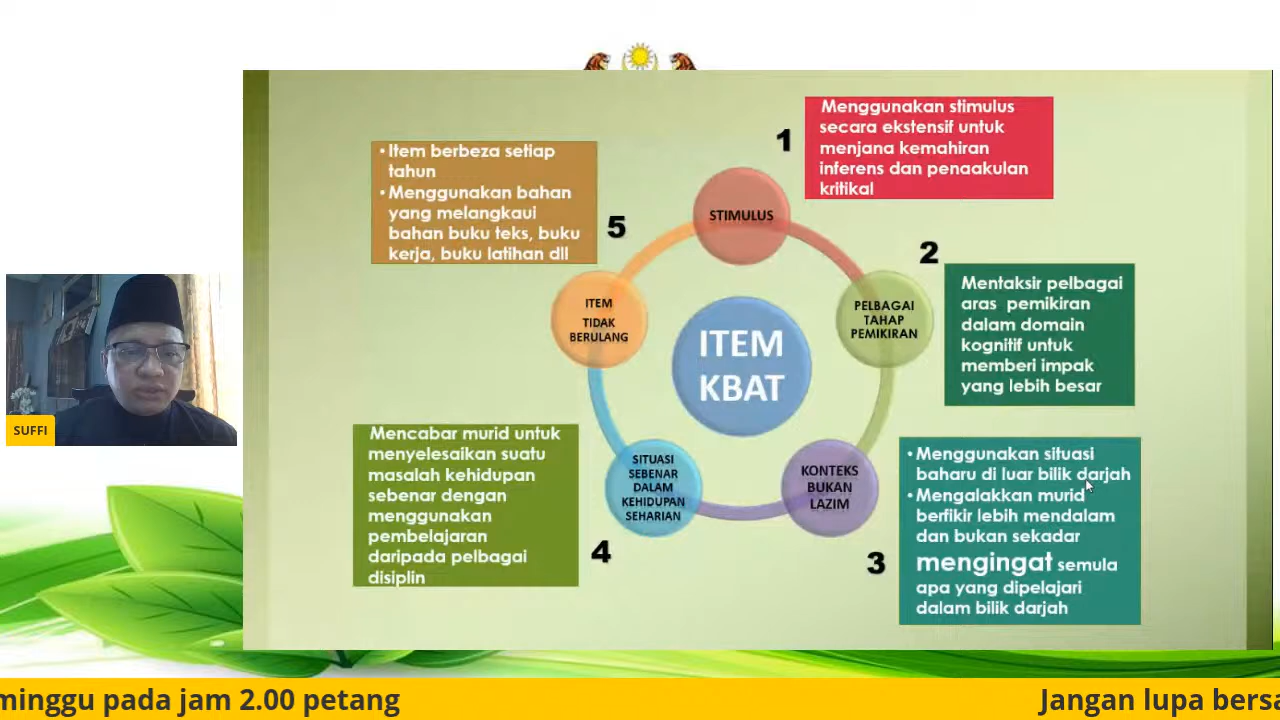 1
Menggunakan stimulus
secara ekstensif untuk
menjana kemahiran
inferens dan penaakulan
kritikal
STIMULUS
2
Mentaksir pelbagai
aras pemikiran
dalam domain
kognitif untuk
memberi impak
yang lebih besar
PELBAGAI
TAHAP
PEMIKIRAN
3
• Menggunakan situasi
baharu di luar bilik darjah
• Mengalakkan murid
berfikir lebih mendalam
dan bukan sekadar
mengingat semula
apa yang dipelajari
dalam bilik darjah
KONTEKS
BUKAN
LAZIM
4
Mencabar murid untuk
menyelesaikan suatu
masalah kehidupan
sebenar dengan
menggunakan
pembelajaran
daripada pelbagai
disiplin
SITUASI
SEBENAR
DALAM
KEHIDUPAN
SEHARIAN
5
• Item berbeza setiap
tahun
• Menggunakan bahan
yang melangkaui
bahan buku teks, buku
kerja, buku latihan dll
ITEM
TIDAK
BERULANG
ITEM
KBAT
SUFFI
minggu pada jam 2.00 petang
Jangan lupa bersa